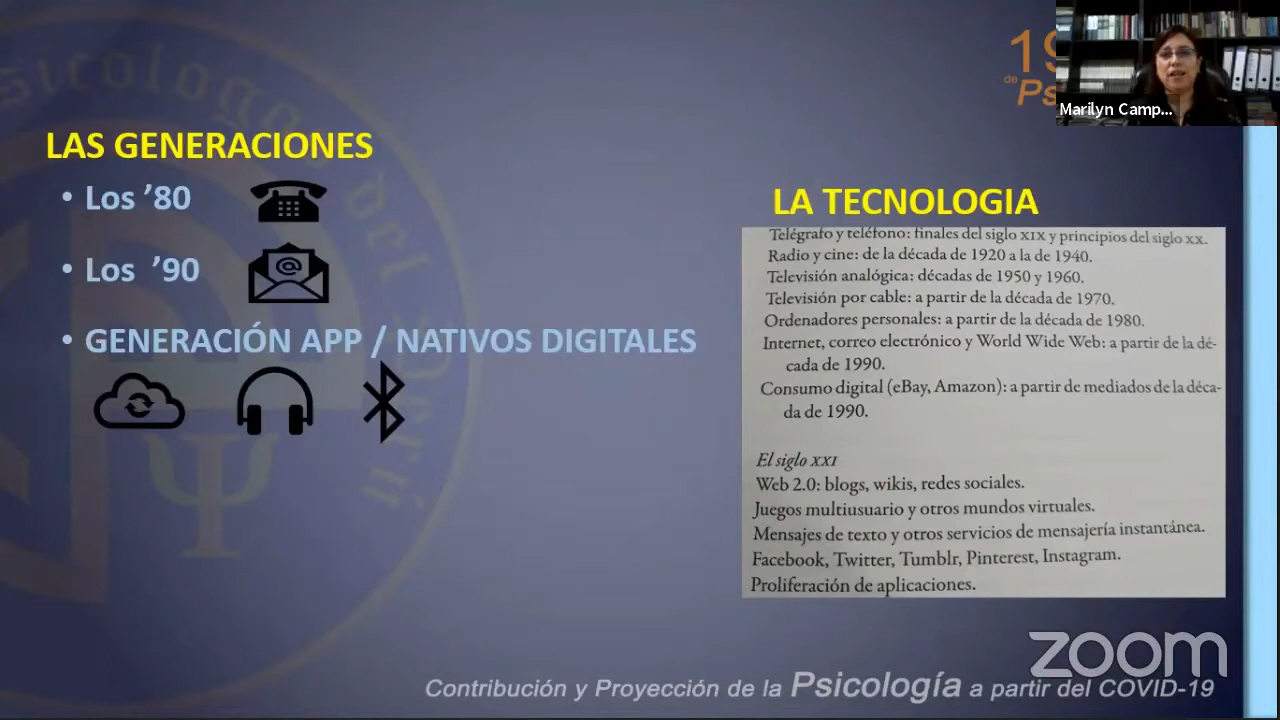 19
de
Ps
Marilyn Camp...
Psicologos del Perú
LAS GENERACIONES
• Los ’80
• Los ’90
@
• GENERACIÓN APP / NATIVOS DIGITALES
LA TECNOLOGIA
Telégrafo y teléfono: finales del siglo XIX y principios del siglo XX.
Radio y cine: de la década de 1920 a la de 1940.
Televisión analógica: décadas de 1950 y 1960.
Televisión por cable: a partir de la década de 1970.
Ordenadores personales: a partir de la década de 1980.
Internet, correo electrónico y World Wide Web: a partir de la dé-
cada de 1990.
Consumo digital (eBay, Amazon): a partir de mediados de la déca-
da de 1990.
El siglo XXI
Web 2.0: blogs, wikis, redes sociales.
Juegos multiusuario y otros mundos virtuales.
Mensajes de texto y otros servicios de mensajería instantánea.
Facebook, Twitter, Tumblr, Pinterest, Instagram.
Proliferación de aplicaciones.
Ψ
zoom
Contribución y Proyección de la Psicología a partir del COVID-19